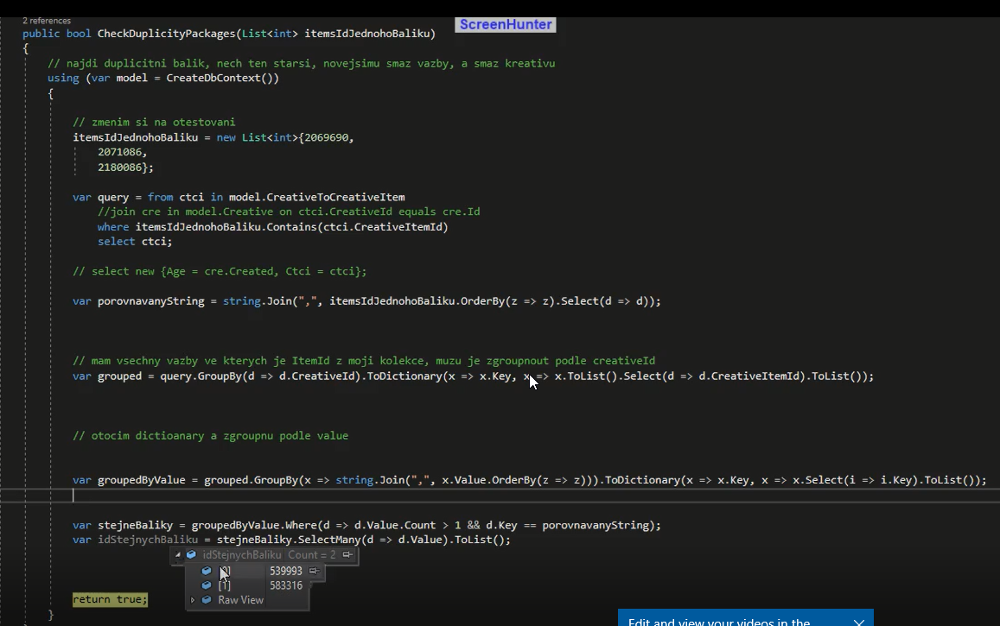 2 references
ScreenHunter
public bool CheckDuplicityPackages(List<int> itemsIdJednohoBaliku)
{
// najdi duplicitni balik, nech ten starsi, novejsimu smaz vazby, a smaz kreativu
using (var model = CreateDbContext())
{
// zmenim si na otestovani
itemsIdJednohoBaliku = new List<int>{2069690,
2071086,
2180086};
var query = from ctci in model.CreativeToCreativeItem
//join cre in model.Creative on ctci.CreativeId equals cre.Id
where itemsIdJednohoBaliku.Contains(ctci.CreativeItemId)
select ctci;
// select new {Age = cre.Created, Ctci = ctci};
var porovnavanyString = string.Join(",", itemsIdJednohoBaliku.OrderBy(z => z).Select(d => d));
// mam vsechny vazby ve kterych je ItemId z moji kolekce, muzu je zgroupnout podle creativeId
var grouped = query.GroupBy(d => d.CreativeId).ToDictionary(x => x.Key, x => x.ToList().Select(d => d.CreativeItemId).ToList());
// otocim dictioanary a zgroupnu podle value
var groupedByValue = grouped.GroupBy(x => string.Join(",", x.Value.OrderBy(z => z))).ToDictionary(x => x.Key, x => x.Select(i => i.Key).ToList());
var stejneBaliky = groupedByValue.Where(d => d.Value.Count > 1 && d.Key == porovnavanyString);
var idStejnychBaliku = stejneBaliky.SelectMany(d => d.Value).ToList();
idStejnychBaliku Count = 2
[0] 539993
[1] 583316
Raw View
return true;
}
Edit and view your videos in the